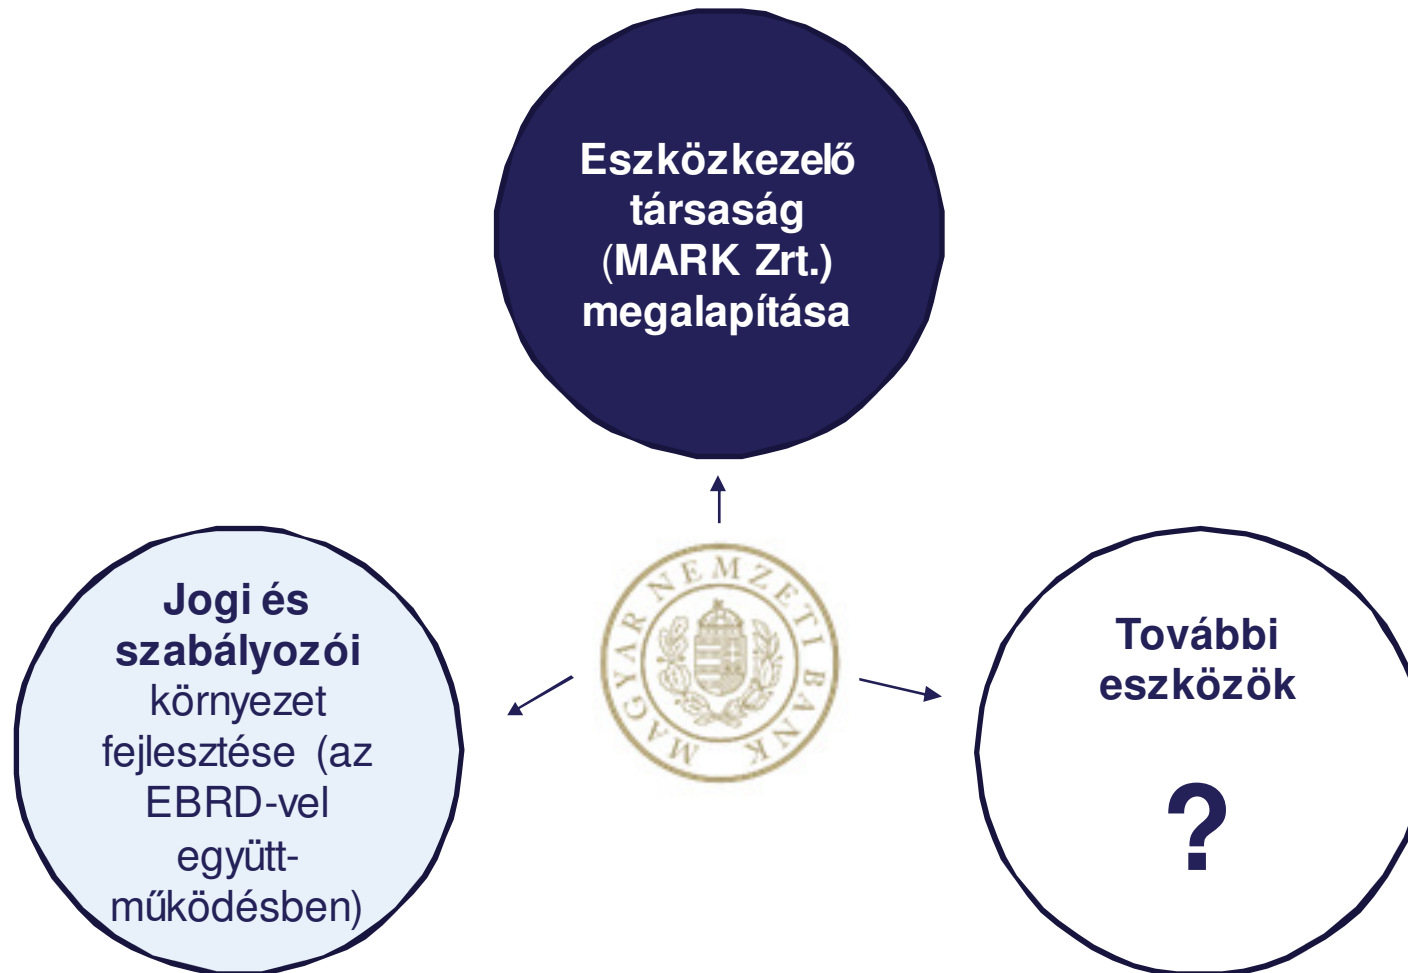 Eszközkezelő
társaság
(MARK Zrt.)
megalapítása
MAGYAR NEMZETI BANK
Jogi és
szabályozói
környezet
fejlesztése (az
EBRD-vel
együtt-
működésben)
További
eszközök
?